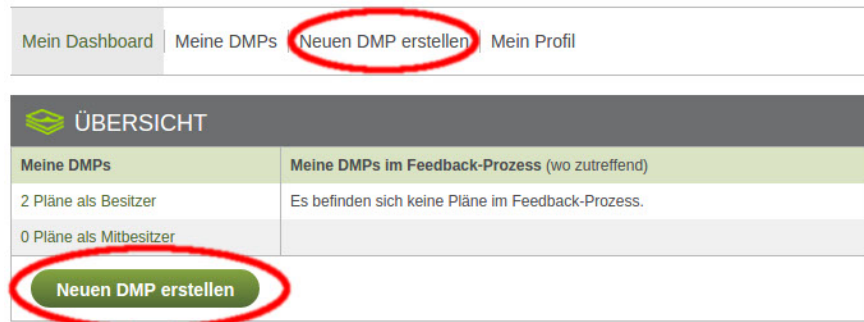 Mein Dashboard Meine DMPs Neuen DMP erstellen Mein Profil
ÜBERSICHT
Meine DMPs Meine DMPs im Feedback-Prozess (wo zutreffend)
2 Pläne als Besitzer Es befinden sich keine Pläne im Feedback-Prozess.
0 Pläne als Mitbesitzer
Neuen DMP erstellen